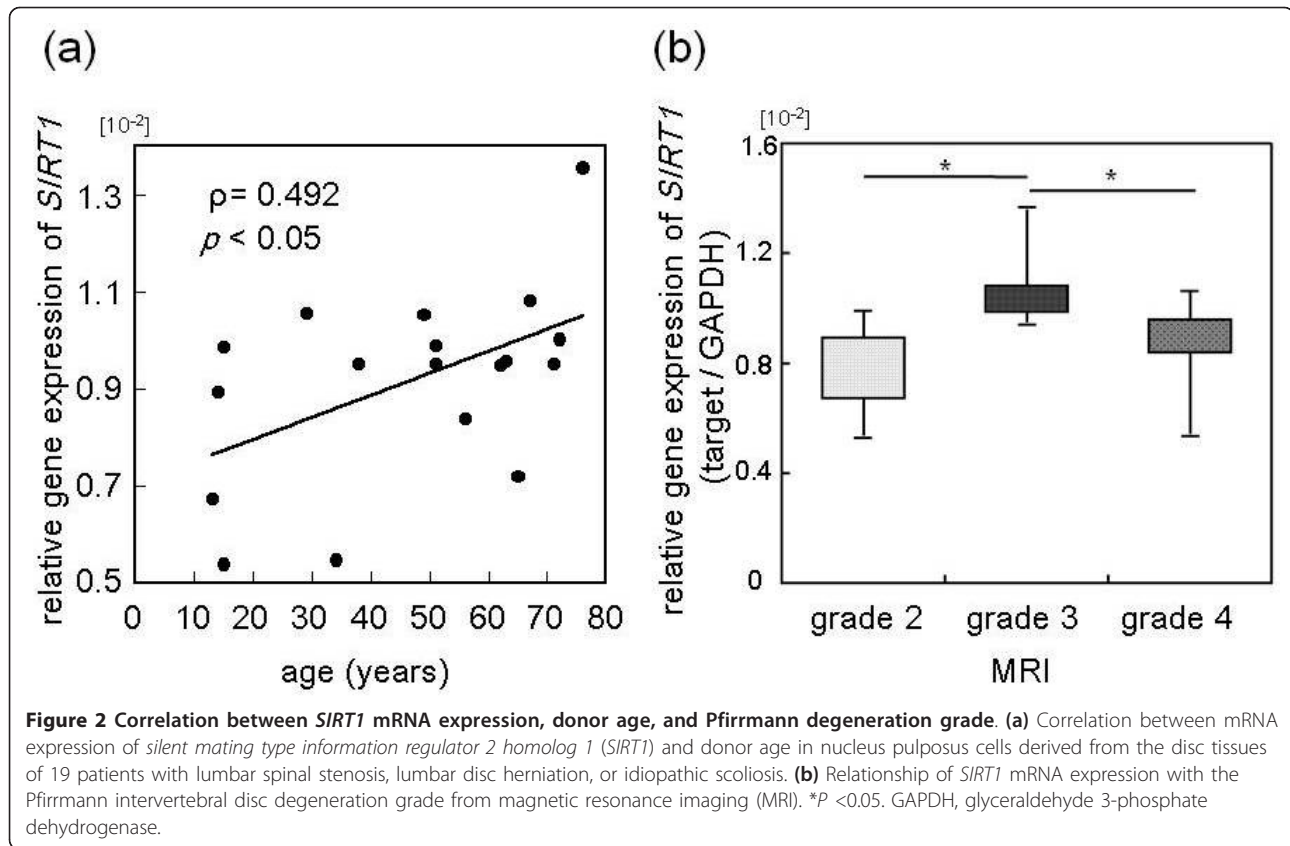 (a)
[10⁻²]
relative gene expression of SIRT1
1.3
1.1
0.9
0.7
0.5
ρ= 0.492
p < 0.05
0 10 20 30 40 50 60 70 80
age (years)
(b)
[10⁻²]
relative gene expression of SIRT1
(target / GAPDH)
1.6
1.2
0.8
0.4
0
* *
grade 2 grade 3 grade 4
MRI
Figure 2 Correlation between SIRT1 mRNA expression, donor age, and Pfirrmann degeneration grade. (a) Correlation between mRNA
expression of silent mating type information regulator 2 homolog 1 (SIRT1) and donor age in nucleus pulposus cells derived from the disc tissues
of 19 patients with lumbar spinal stenosis, lumbar disc herniation, or idiopathic scoliosis. (b) Relationship of SIRT1 mRNA expression with the
Pfirrmann intervertebral disc degeneration grade from magnetic resonance imaging (MRI). *P <0.05. GAPDH, glyceraldehyde 3-phosphate
dehydrogenase.